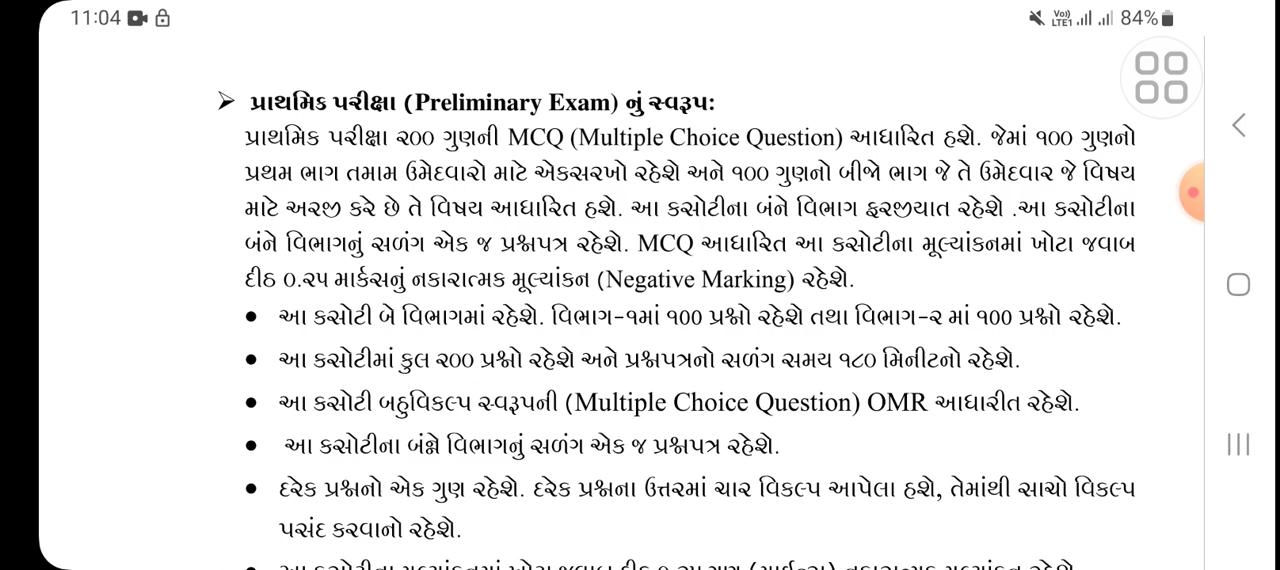 11:04
Vo)) LTE1 84%
➢ પ્રાથમિક પરીક્ષા (Preliminary Exam) નું સ્વરૂપ:
પ્રાથમિક પરીક્ષા ૨૦૦ ગુણની MCQ (Multiple Choice Question) આધારિત હશે. જેમાં ૧૦૦ ગુણનો
પ્રથમ ભાગ તમામ ઉમેદવારો માટે એકસરખો રહેશે અને ૧૦૦ ગુણનો બીજો ભાગ જે તે ઉમેદવાર જે વિષય
માટે અરજી કરે છે તે વિષય આધારિત હશે. આ કસોટીના બંને વિભાગ ફરજીયાત રહેશે .આ કસોટીના
બંને વિભાગનું સળંગ એક જ પ્રશ્નપત્ર રહેશે. MCQ આધારિત આ કસોટીના મૂલ્યાંકનમાં ખોટા જવાબ
દીઠ ૦.૨૫ માર્કસનું નકારાત્મક મૂલ્યાંકન (Negative Marking) રહેશે.
• આ કસોટી બે વિભાગમાં રહેશે. વિભાગ-૧માં ૧૦૦ પ્રશ્નો રહેશે તથા વિભાગ-૨ માં ૧૦૦ પ્રશ્નો રહેશે.
• આ કસોટીમાં કુલ ૨૦૦ પ્રશ્નો રહેશે અને પ્રશ્નપત્રનો સળંગ સમય ૧૮૦ મિનીટનો રહેશે.
• આ કસોટી બહુવિકલ્પ સ્વરૂપની (Multiple Choice Question) OMR આધારીત રહેશે.
• આ કસોટીના બંન્ને વિભાગનું સળંગ એક જ પ્રશ્નપત્ર રહેશે.
• દરેક પ્રશ્નનો એક ગુણ રહેશે. દરેક પ્રશ્નના ઉત્તરમાં ચાર વિકલ્પ આપેલા હશે, તેમાંથી સાચો વિકલ્પ
પસંદ કરવાનો રહેશે.